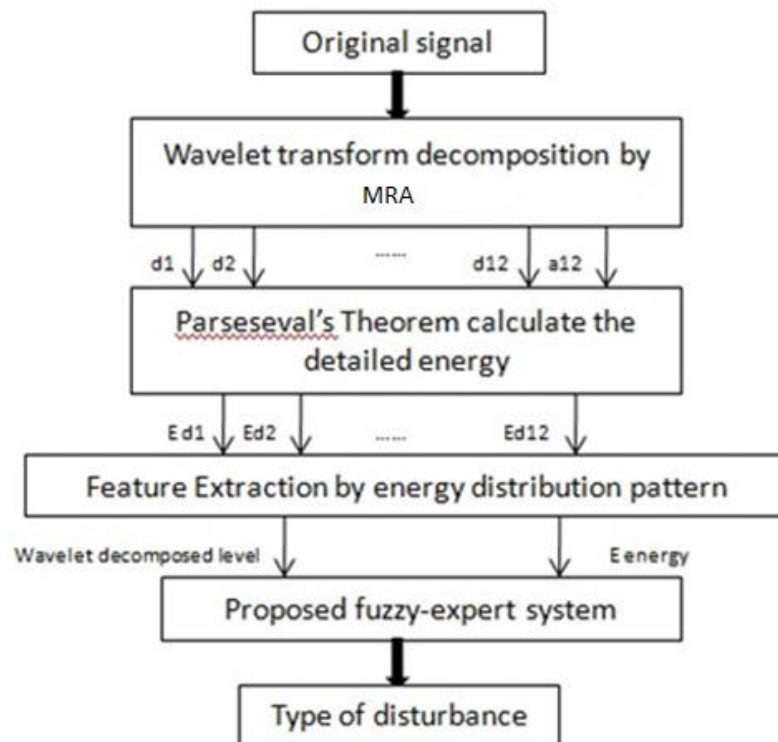 Original signal
Wavelet transform decomposition by
MRA
d1 d2 ...... d12 a12
Parseseval's Theorem calculate the
detailed energy
E d1 Ed2 ...... Ed12
Feature Extraction by energy distribution pattern
Wavelet decomposed level E energy
Proposed fuzzy-expert system
Type of disturbance